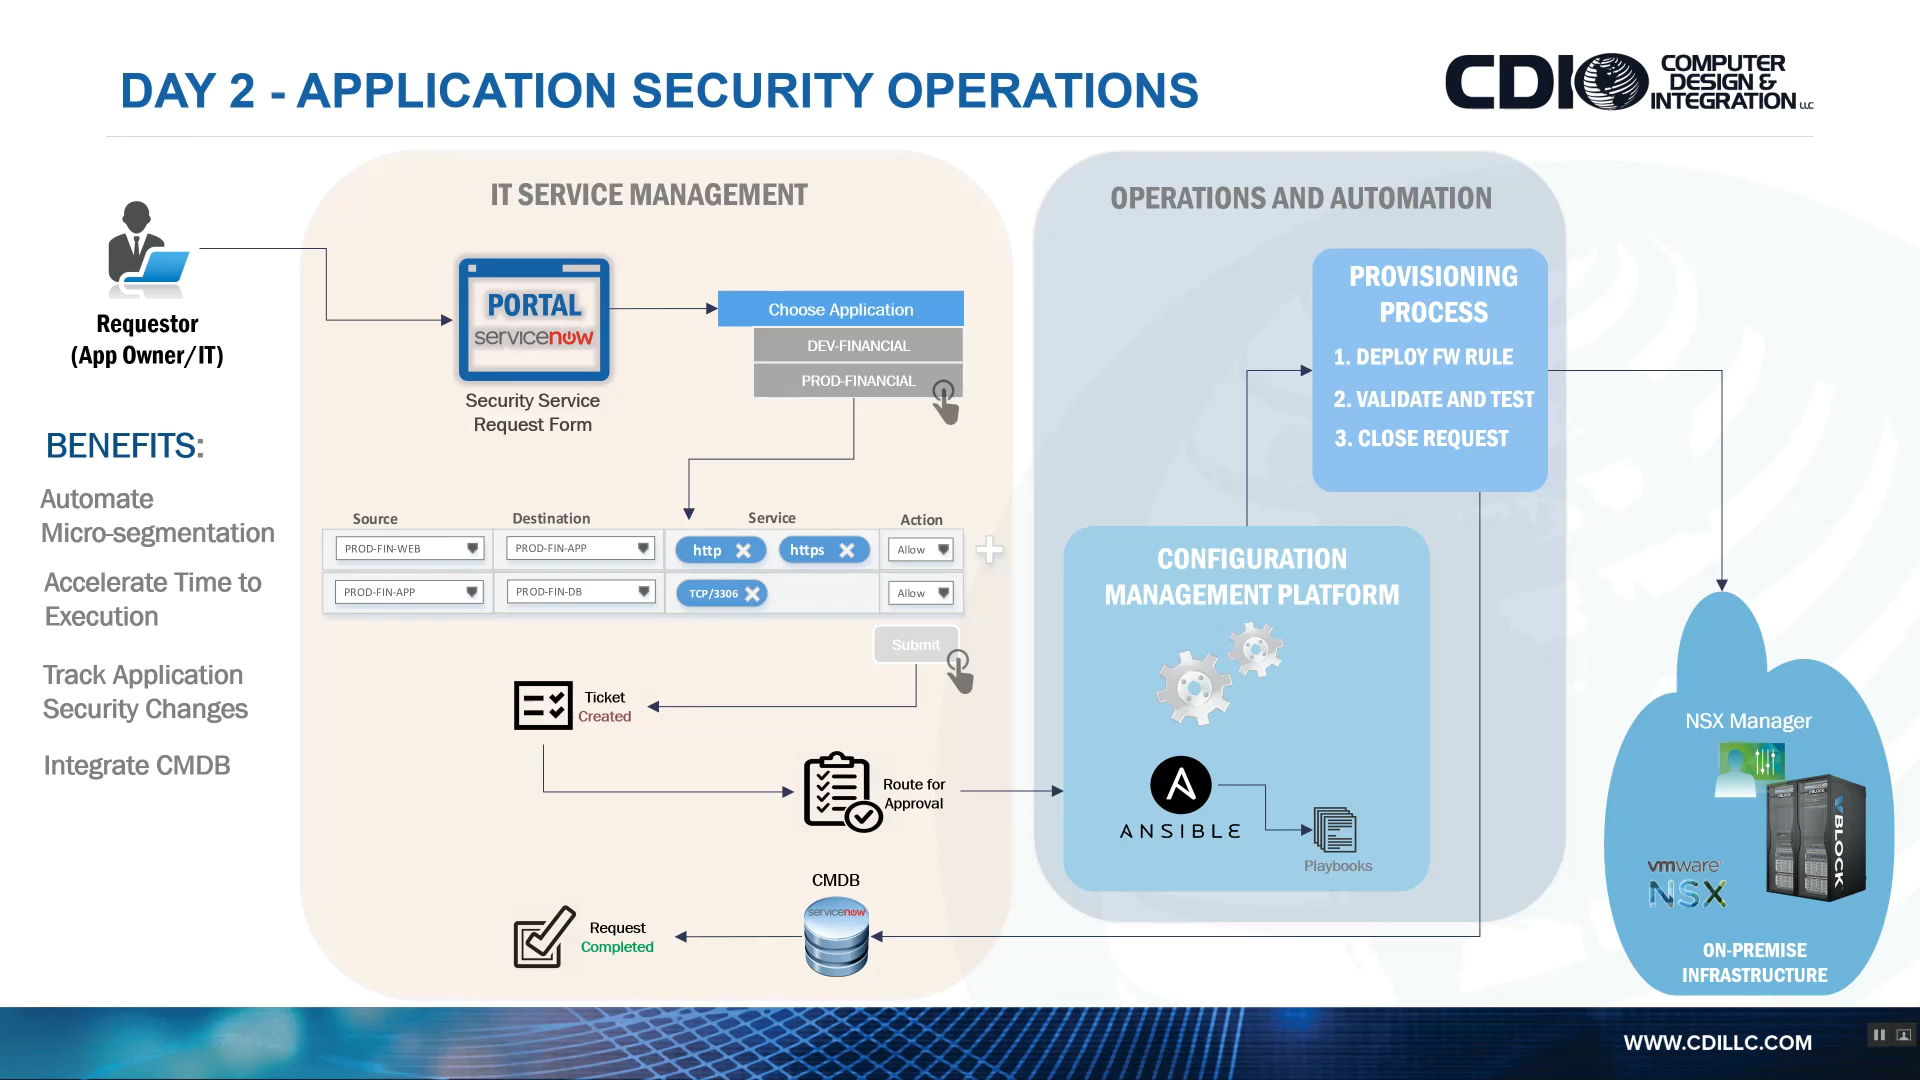 DAY 2 - APPLICATION SECURITY OPERATIONS
CDI COMPUTER
DESIGN &
INTEGRATION LLC
IT SERVICE MANAGEMENT
OPERATIONS AND AUTOMATION
Requestor
(App Owner/IT)
PORTAL
servicenow
Security Service
Request Form
Choose Application
DEV-FINANCIAL
PROD-FINANCIAL
PROVISIONING
PROCESS
1. DEPLOY FW RULE
2. VALIDATE AND TEST
3. CLOSE REQUEST
BENEFITS:
Automate
Micro-segmentation
Accelerate Time to
Execution
Track Application
Security Changes
Integrate CMDB
Source Destination Service Action
PROD-FIN-WEB PROD-FIN-APP http https Allow
PROD-FIN-APP PROD-FIN-DB TCP/3306 Allow
Submit
Ticket
Created
Route for
Approval
CMDB
servicenow
Request
Completed
CONFIGURATION
MANAGEMENT PLATFORM
ANSIBLE
Playbooks
NSX Manager
VBLOCK
VBLOCK
VBLOCK
vmware
NSX
ON-PREMISE
INFRASTRUCTURE
WWW.CDILLC.COM